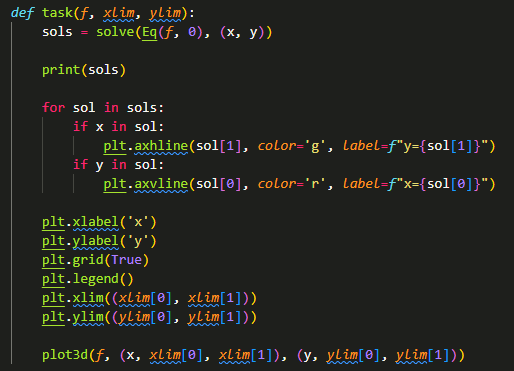 def task(f, xlim, ylim):
    sols = solve(Eq(f, 0), (x, y))
    print(sols)
    for sol in sols:
        if x in sol:
            plt.axhline(sol[1], color='g', label=f"y={sol[1]}")
        if y in sol:
            plt.axvline(sol[0], color='r', label=f"y={sol[0]}")
    plt.xlabel('x')
    plt.ylabel('y')
    plt.grid(True)
    plt.legend()
    plt.xlim((xlim[0], xlim[1]))
    plt.ylim((ylim[0], ylim[1]))
    plot3d(f, (x, xlim[0], xlim[1]), (y, ylim[0], ylim[1]))